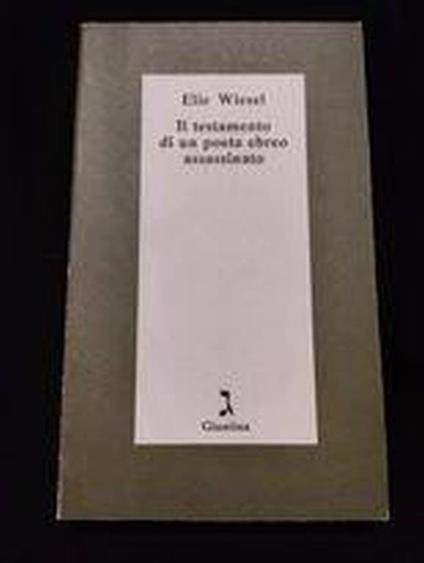 Elie Wiesel
Il testamento
di un poeta ebreo
assassinato
ג
Giuntina